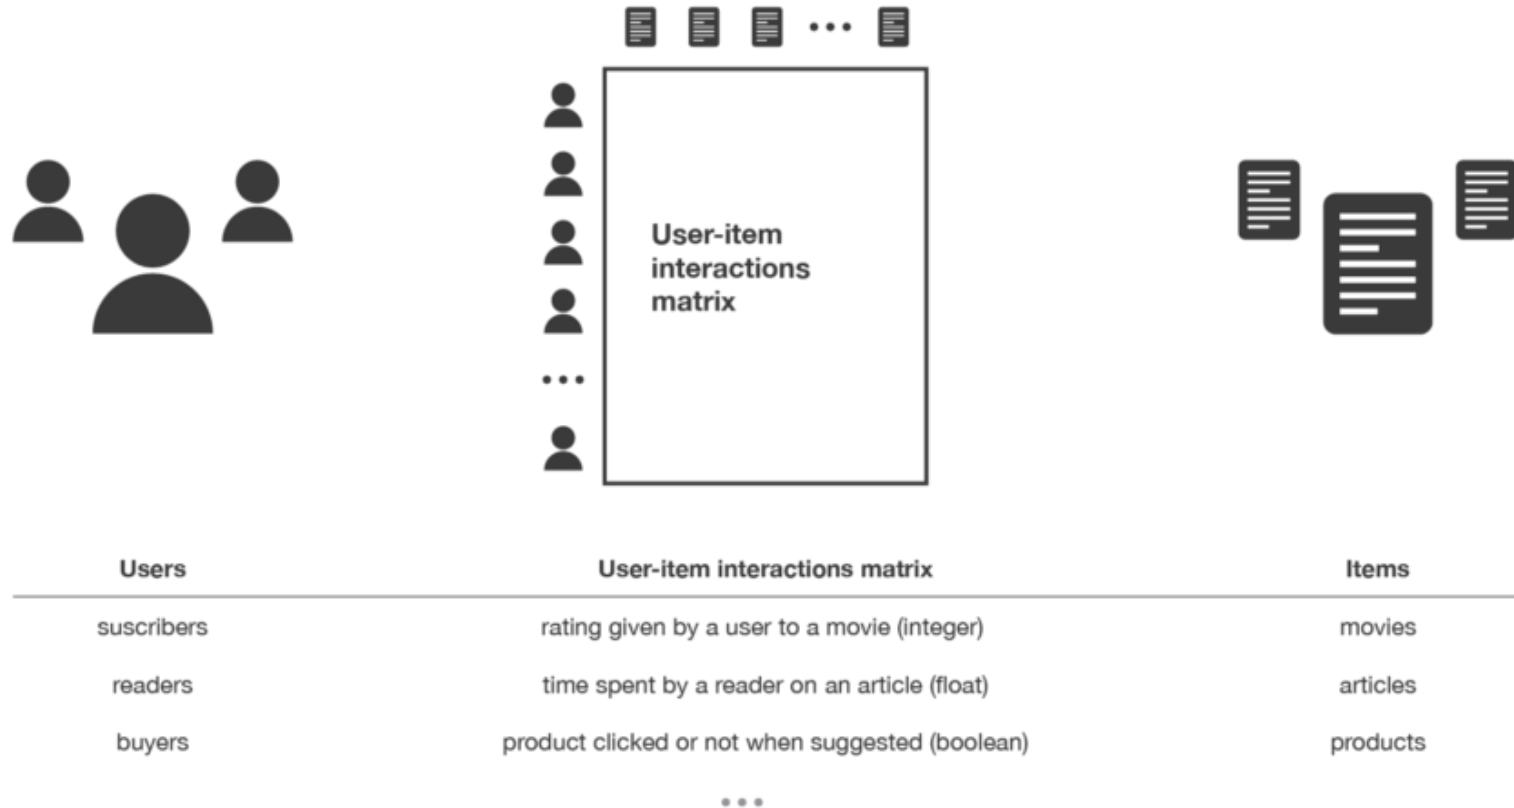 User-item
interactions
matrix
Users User-item interactions matrix Items
suscribers rating given by a user to a movie (integer) movies
readers time spent by a reader on an article (float) articles
buyers product clicked or not when suggested (boolean) products